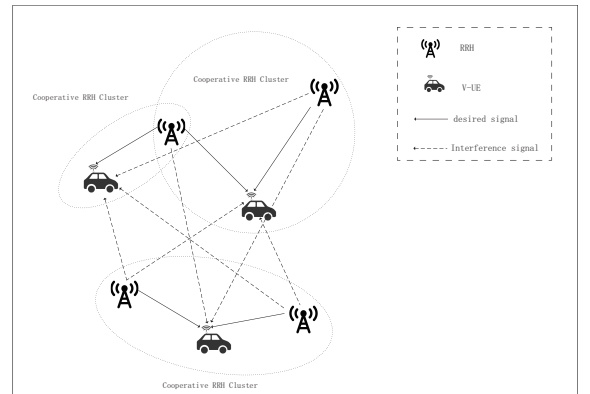 Cooperative RRH Cluster
Cooperative RRH Cluster
RRH
V-UE
desired signal
Interference signal
Cooperative RRH Cluster